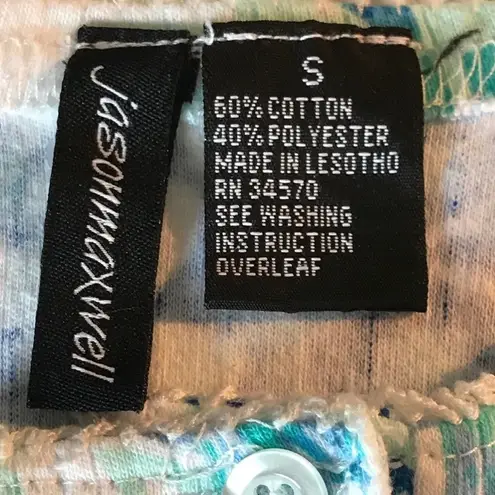 jasonmaxwell
S
60% COTTON
40% POLYESTER
MADE IN LESOTHO
RN 34570
SEE WASHING
INSTRUCTION
OVERLEAF